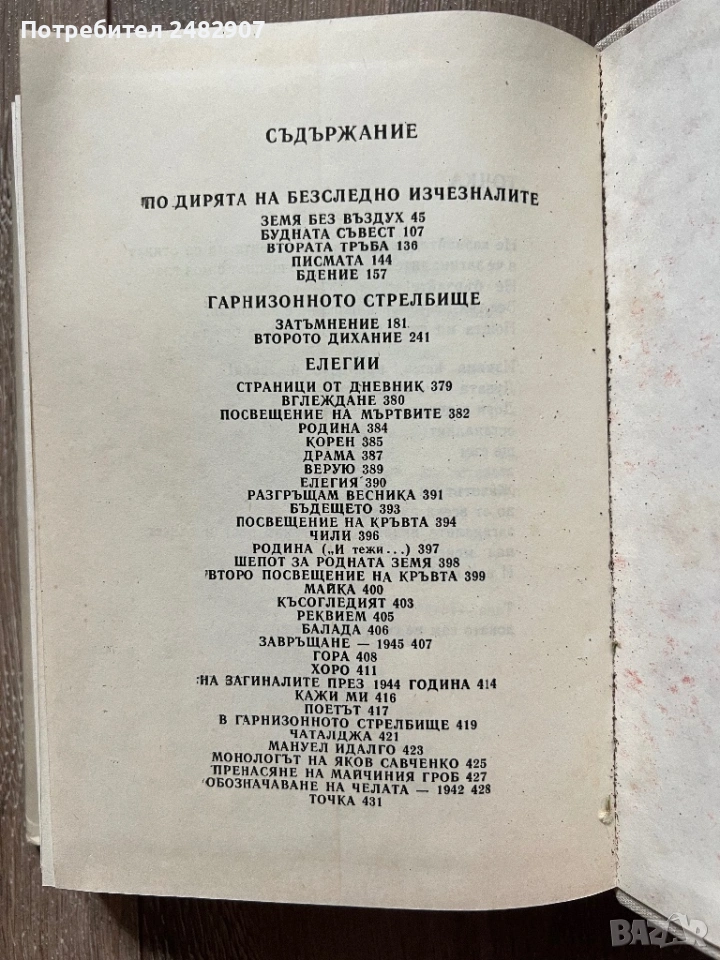 Потребител 2482907
СЪДЪРЖАНИЕ
ПО ДИРЯТА НА БЕЗСЛЕДНО ИЗЧЕЗНАЛИТЕ
ЗЕМЯ БЕЗ ВЪЗДУХ 45
БУДНАТА СЪВЕСТ 107
ВТОРАТА ТРЪБА 136
ПИСМАТА 144
БДЕНИЕ 157
ГАРНИЗОННОТО СТРЕЛБИЩЕ
ЗАТЪМНЕНИЕ 181
ВТОРОТО ДИХАНИЕ 241
ЕЛЕГИИ
СТРАНИЦИ ОТ ДНЕВНИК 379
ВГЛЕЖДАНЕ 380
ПОСВЕЩЕНИЕ НА МЪРТВИТЕ 382
РОДИНА 384
КОРЕН 385
ДРАМА 387
ВЕРУЮ 389
ЕЛЕГИЯ 390
РАЗГРЪЩАМ ВЕСНИКА 391
БЪДЕЩЕТО 393
ПОСВЕЩЕНИЕ НА КРЪВТА 394
ЧИЛИ 396
РОДИНА („И тежи...) 397
ШЕПОТ ЗА РОДНАТА ЗЕМЯ 398
ВТОРО ПОСВЕЩЕНИЕ НА КРЪВТА 399
МАЙКА 400
КЪСОГЛЕДИЯТ 403
РЕКВИЕМ 405
БАЛАДА 406
ЗАВРЪЩАНЕ — 1945 407
ГОРА 408
ХОРО 411
НА ЗАГИНАЛИТЕ ПРЕЗ 1944 ГОДИНА 414
КАЖИ МИ 416
ПОЕТЪТ 417
В ГАРНИЗОННОТО СТРЕЛБИЩЕ 419
ЧАТАЛДЖА 421
МАНУЕЛ ИДАЛГО 423
МОНОЛОГЪТ НА ЯКОВ САВЧЕНКО 425
ПРЕНАСЯНЕ НА МАЙЧИНИЯ ГРОБ 427
ОБОЗНАЧАВАНЕ НА ЧЕЛАТА — 1942 428
ТОЧКА 431
BAZAR